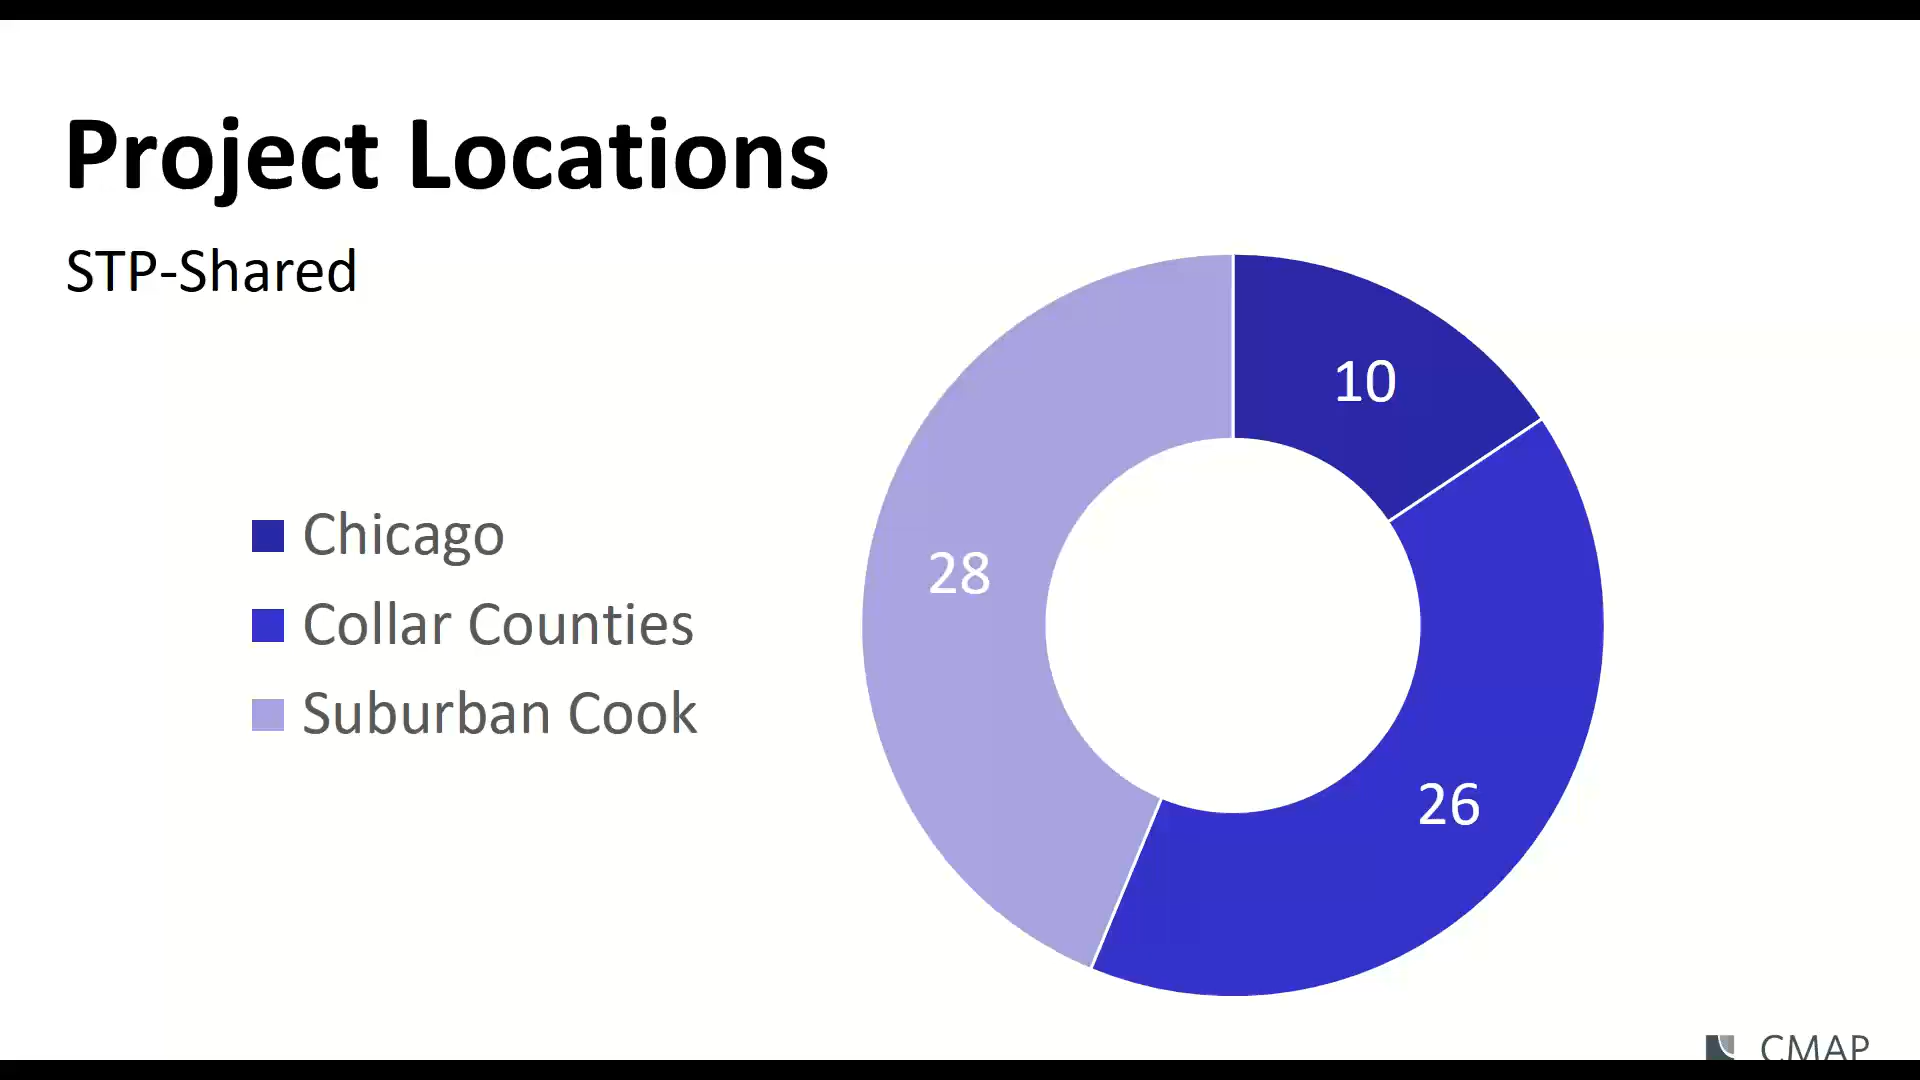 Project Locations
STP-Shared
Chicago
Collar Counties
Suburban Cook
10
28
26
CMAP